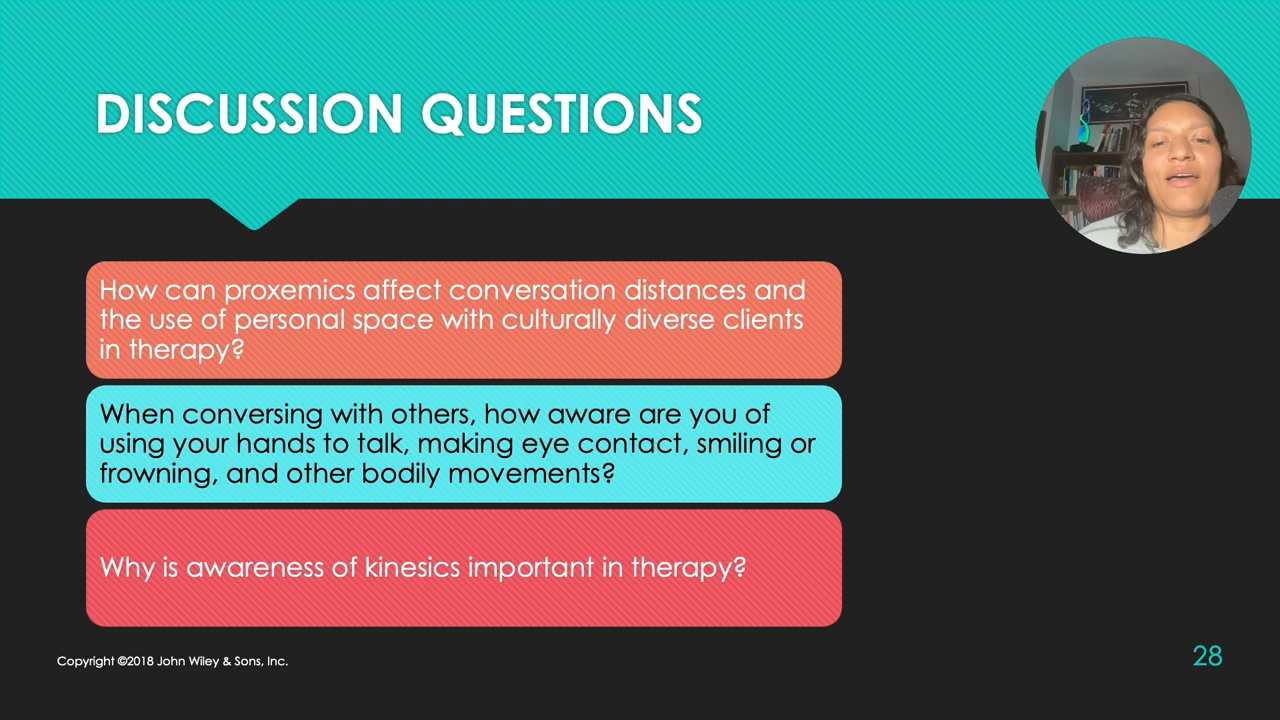 DISCUSSION QUESTIONS
How can proxemics affect conversation distances and
the use of personal space with culturally diverse clients
in therapy?
When conversing with others, how aware are you of
using your hands to talk, making eye contact, smiling or
frowning, and other bodily movements?
Why is awareness of kinesics important in therapy?
Copyright ©2018 John Wiley & Sons, Inc.
28